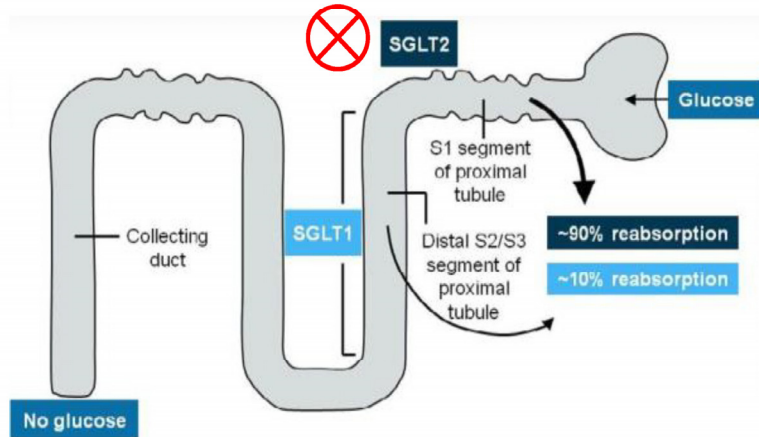 SGLT2
Glucose
S1 segment
of proximal
tubule
SGLT1
Collecting
duct
Distal S2/S3
segment of
proximal
tubule
~90% reabsorption
~10% reabsorption
No glucose